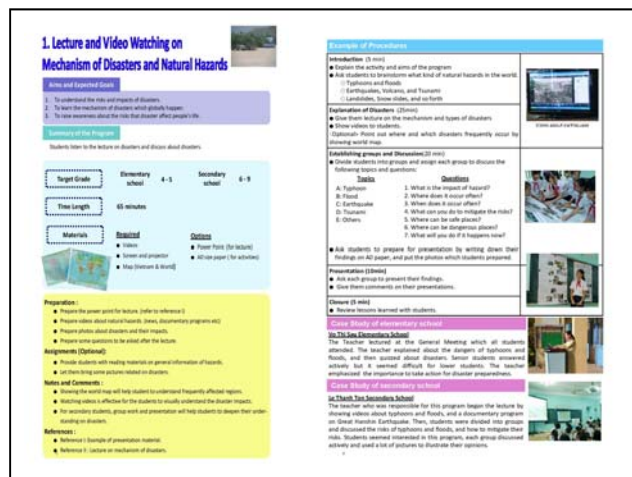 1. Lecture and Video Watching on
Mechanism of Disasters and Natural Hazards
Aims and Expected Goals
1. To understand the risks and impacts of disasters.
2. To learn the mechanism of disasters which globally happen
3. To raise awareness about the risks that disaster affect people's life.
Summary of the Program
Students listen to the lecture on disasters and discuss about disasters.
Target Grade
Elementary school 4 - 5
Secondary school 6 - 9
Time Length
65 minutes
Materials
Required
● Videos
● Screen and projector
● Map (Vietnam & World)
Options
● Power Point (for lecture)
● A0 size paper ( for activities)
Preparation :
● Prepare the power point for lecture. (refer to reference I)
● Prepare videos about natural hazards. (news, documentary programs etc)
● Prepare photos about disasters and their impacts.
● Prepare some questions to be asked after the lecture.
Assignments (Optional):
● Provide students with reading materials on general information of hazards.
● Let them bring some pictures related on disasters.
Notes and Comments :
● Showing the world map will help student to understand frequently affected regions.
● Watching videos is effective for the students to visually understand the disaster impacts.
● For secondary students, group work and presentation will help students to deepen their under-
standing on disasters.
References :
● Reference I: Example of presentation material.
● Reference II : Lecture on mechanism of disasters.
Example of Procedures
Introduction (5 min)
● Explain the activity and aims of the program
● Ask students to brainstorm what kind of natural hazards in the world.
○ Typhoons and floods
○ Earthquakes, Volcano, and Tsunami
○ Landslides, Snow slides, and so forth
Explanation of Disasters (25min)
● Give them lecture on the mechanism and types of disasters
● Show videos to students.
<Optional> Point out where and which disasters frequently occur by
showing world map.
Establishing groups and Discussion(20 min)
● Divide students into groups and assign each group to discuss the
following topics and questions:
Topics
A: Typhoon
B: Flood
C: Earthquake
D: Tsunami
E: Others
Questions
1. What is the impact of hazard?
2. Where does it occur often?
3. When does it occur often?
4. What can you do to mitigate the risks?
5. Where can be safe places?
6. Where can be dangerous places?
7. What will you do if it happens now?
● Ask students to prepare for presentation by writing down their
findings on A0 paper, and put the photos which students prepared.
Presentation (10min)
● Ask each group to present their findings.
● Give them comments on their presentations.
Closure (5 min)
● Review lessons learned with students.
Case Study of elementary school
Vo Thi Sau Elementary School
The Teacher lectured at the General Meeting which all students
attended. The teacher explained about the dangers of typhoons and
floods, and then quizzed about disasters. Senior students answered
actively but it seemed difficult for lower students. The teacher
emphasized the importance to take action for disaster preparedness.
Case Study of secondary school
Le Thanh Ton Secondary School
The teacher who was responsible for this program began the lecture by
showing videos about typhoons and floods, and a documentary program
on Great Hanshin Earthquake. Then, students were divided into groups
and discussed the risks of typhoons and floods, and how to mitigate their
risks. Students seemed interested in this program, each group discussed
actively and used a lot of pictures to illustrate their opinions.